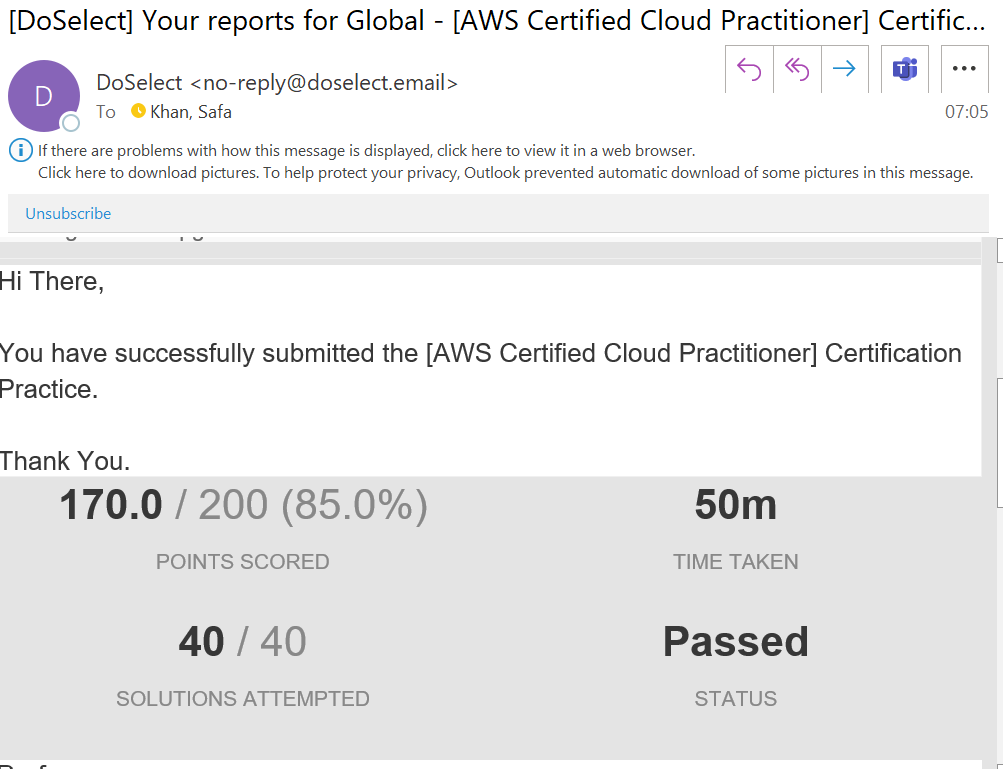 [DoSelect] Your reports for Global - [AWS Certified Cloud Practitioner] Certific...
D
DoSelect <no-reply@doselect.email>
To Khan, Safa
07:05
If there are problems with how this message is displayed, click here to view it in a web browser.
Click here to download pictures. To help protect your privacy, Outlook prevented automatic download of some pictures in this message.
Unsubscribe
Hi There,
You have successfully submitted the [AWS Certified Cloud Practitioner] Certification
Practice.
Thank You.
170.0 / 200 (85.0%)
50m
POINTS SCORED
TIME TAKEN
40 / 40
Passed
SOLUTIONS ATTEMPTED
STATUS